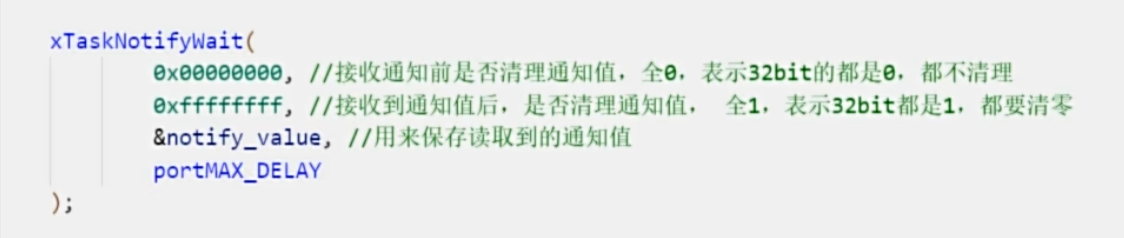 xTaskNotifyWait(
0x00000000, //接收通知前是否清理通知值，全0，表示32bit的都是0，都不清理
0xffffffff, //接收到通知值后，是否清理通知值， 全1，表示32bit都是1，都要清零
&notify_value, //用来保存读取到的通知值
portMAX_DELAY
);